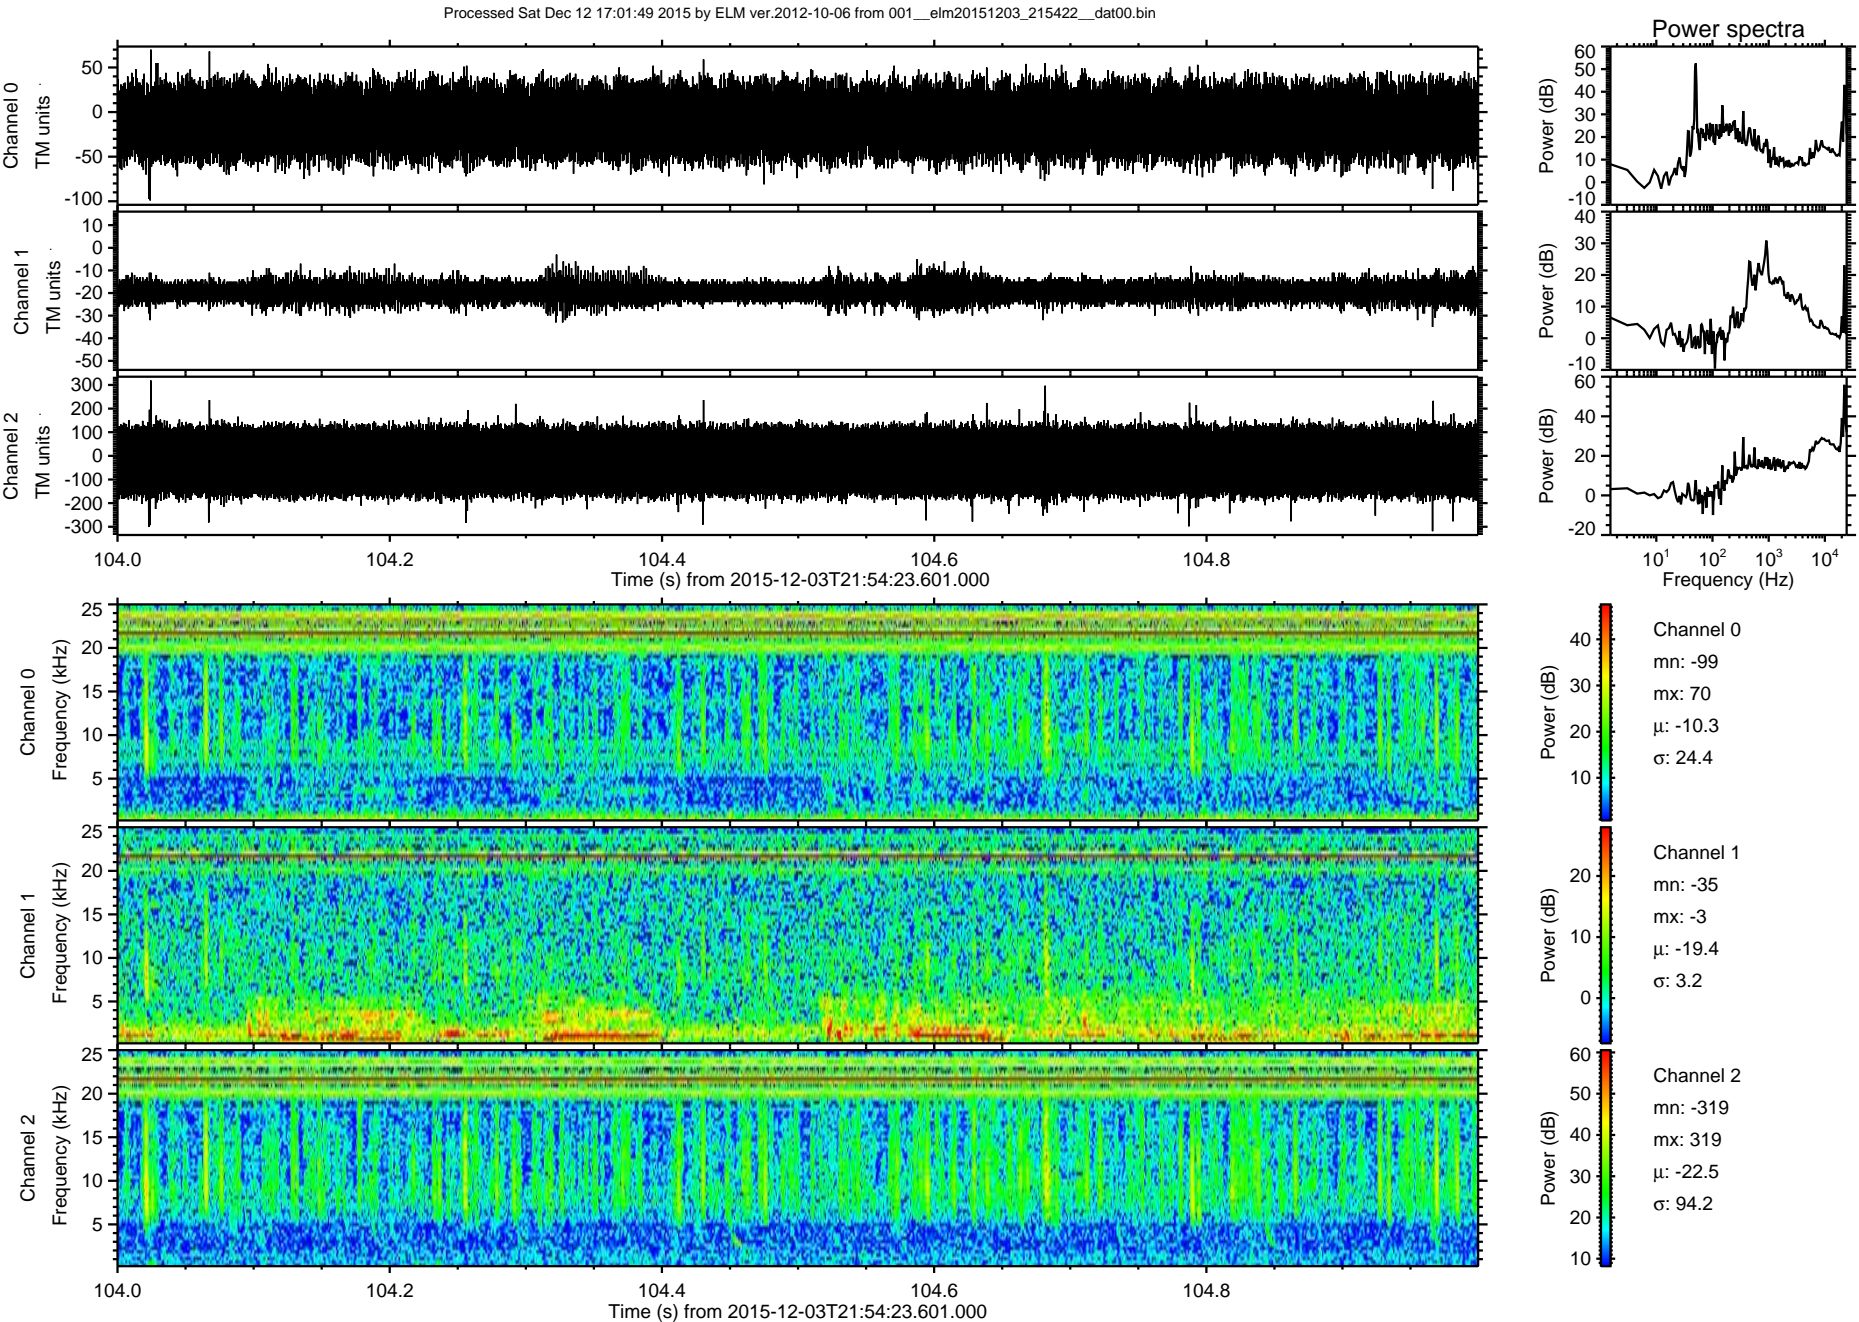 Processed Sat Dec 12 17:01:49 2015 by ELM ver.2012-10-06 from 001__elm20151203_215422__dat00.bin
Power spectra
Channel 0
TM units
50
0
-50
-100
Power (dB)
60
50
40
30
20
10
0
-10
Channel 1
TM units
10
0
-10
-20
-30
-40
-50
Power (dB)
40
30
20
10
0
-10
Channel 2
TM units
300
200
100
0
-100
-200
-300
Power (dB)
60
40
20
0
-20
104.0 104.2 104.4 104.6 104.8
Time (s) from 2015-12-03T21:54:23.601.000
10¹ 10² 10³ 10⁴
Frequency (Hz)
Channel 0
Frequency (kHz)
25
20
15
10
5
Power (dB)
40
30
20
10
Channel 0
mn: -99
mx: 70
µ: -10.3
σ: 24.4
Channel 1
Frequency (kHz)
25
20
15
10
5
Power (dB)
20
10
0
Channel 1
mn: -35
mx: -3
µ: -19.4
σ: 3.2
Channel 2
Frequency (kHz)
25
20
15
10
5
Power (dB)
60
50
40
30
20
10
Channel 2
mn: -319
mx: 319
µ: -22.5
σ: 94.2
104.0 104.2 104.4 104.6 104.8
Time (s) from 2015-12-03T21:54:23.601.000